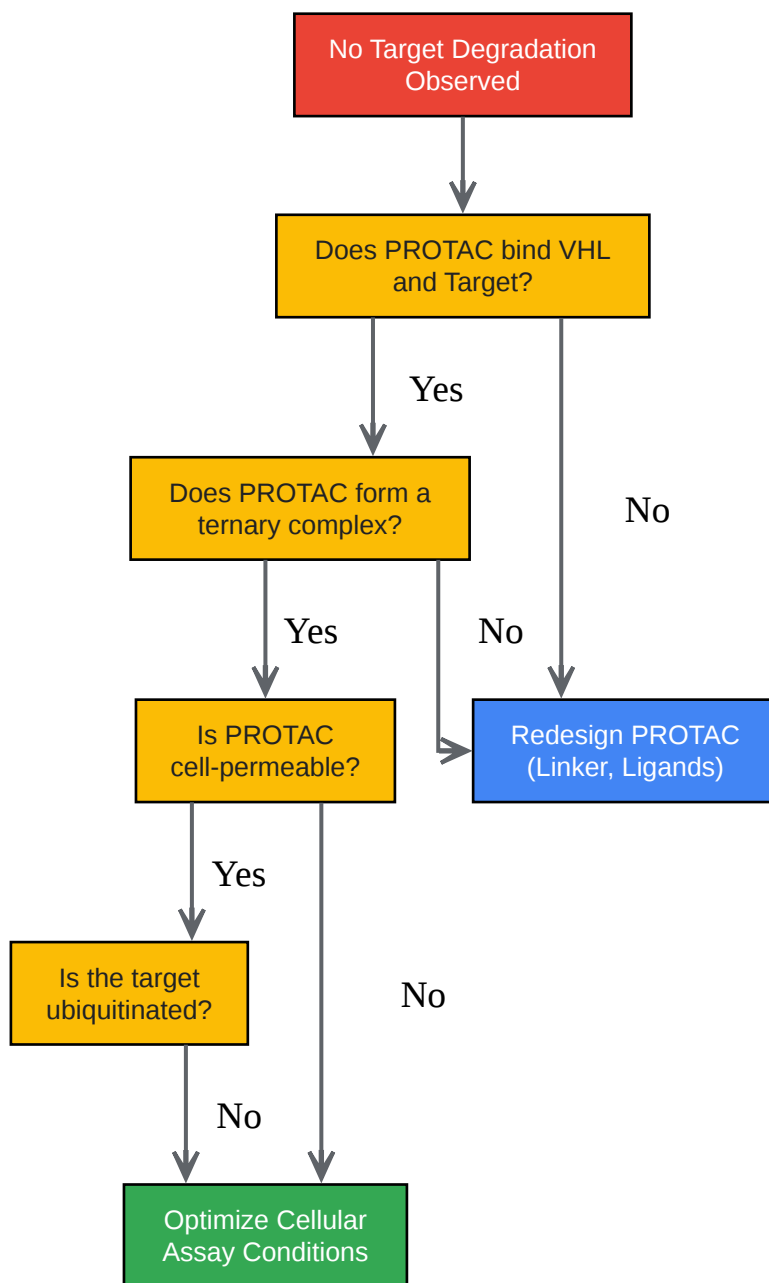 No Target Degradation
Observed
Does PROTAC bind VHL
and Target?
Yes
No
Does PROTAC form a
ternary complex?
Yes
No
Is PROTAC
cell-permeable?
Redesign PROTAC
(Linker, Ligands)
Yes
No
Is the target
ubiquitinated?
No
Optimize Cellular
Assay Conditions